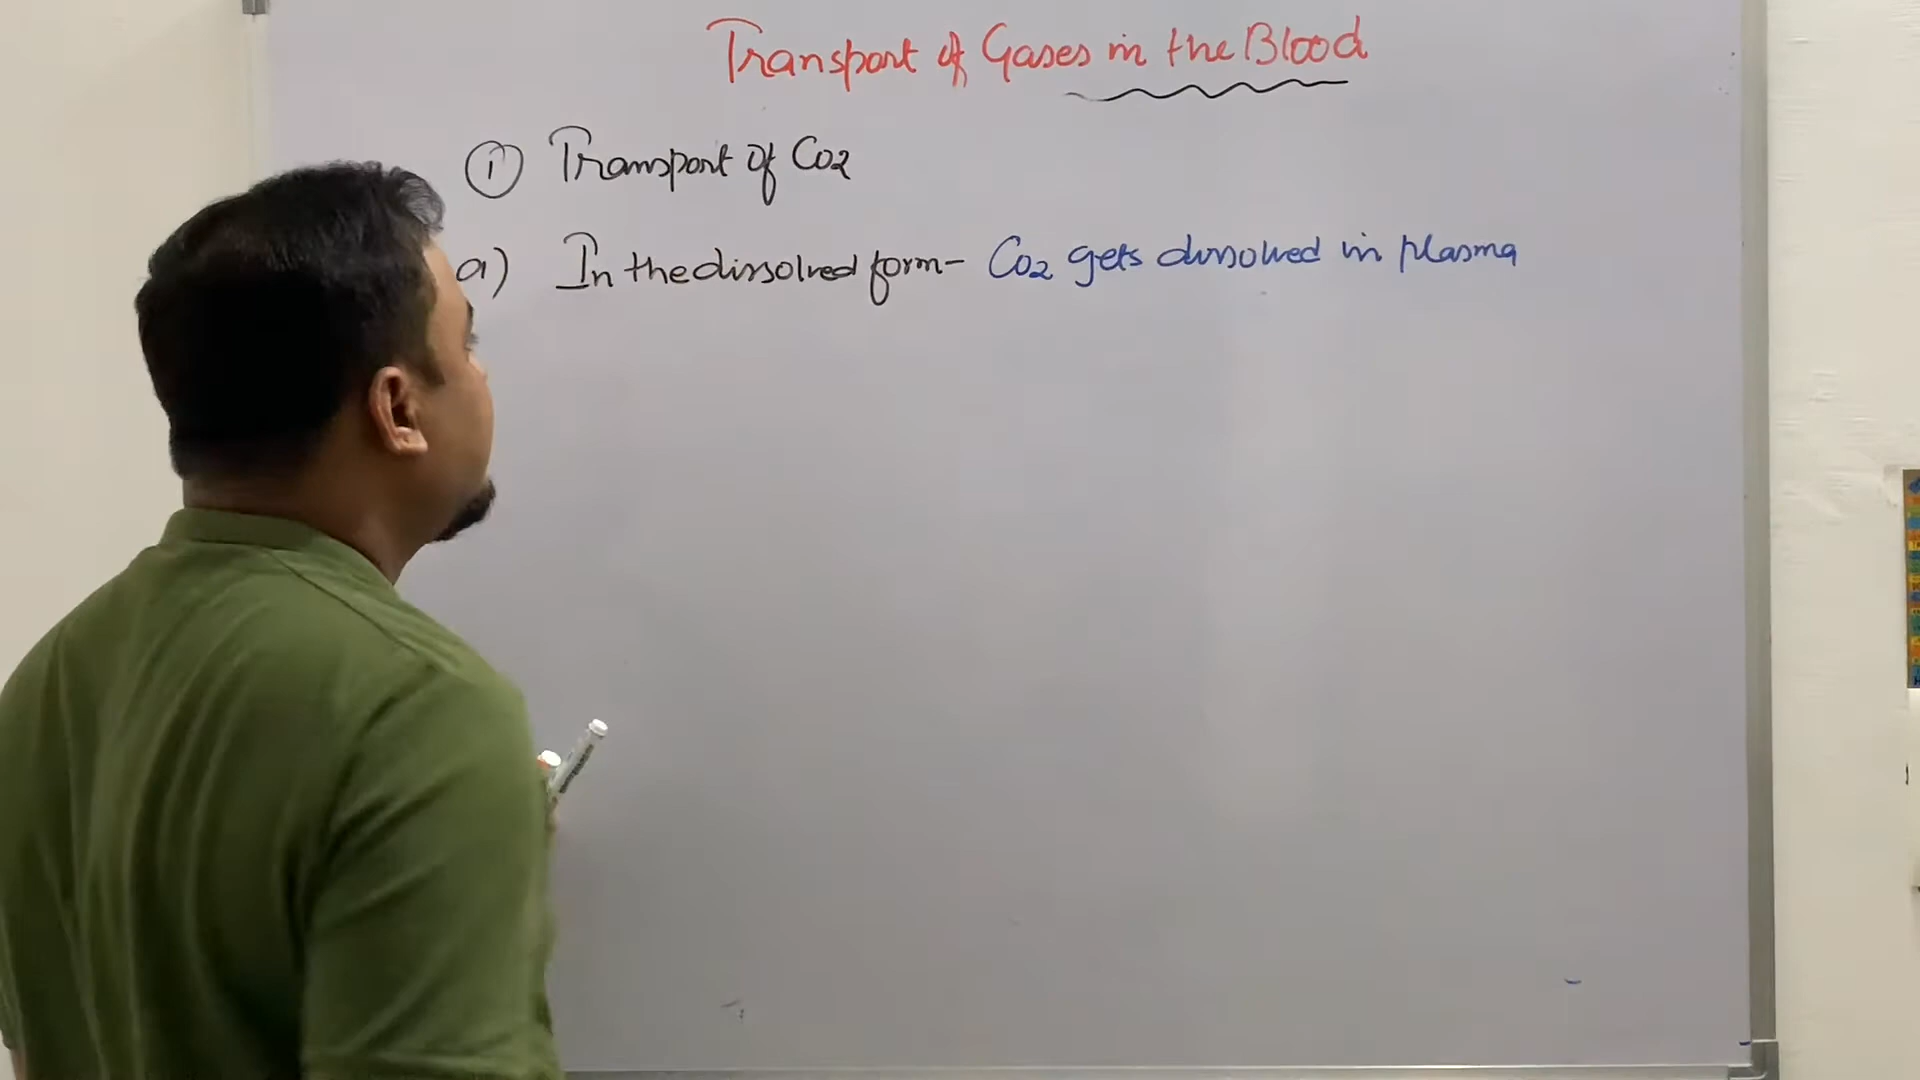 Transport of Gases in the Blood
① Transport of Co2
a) In the dissolved form- Co2 gets dissolved in plasma